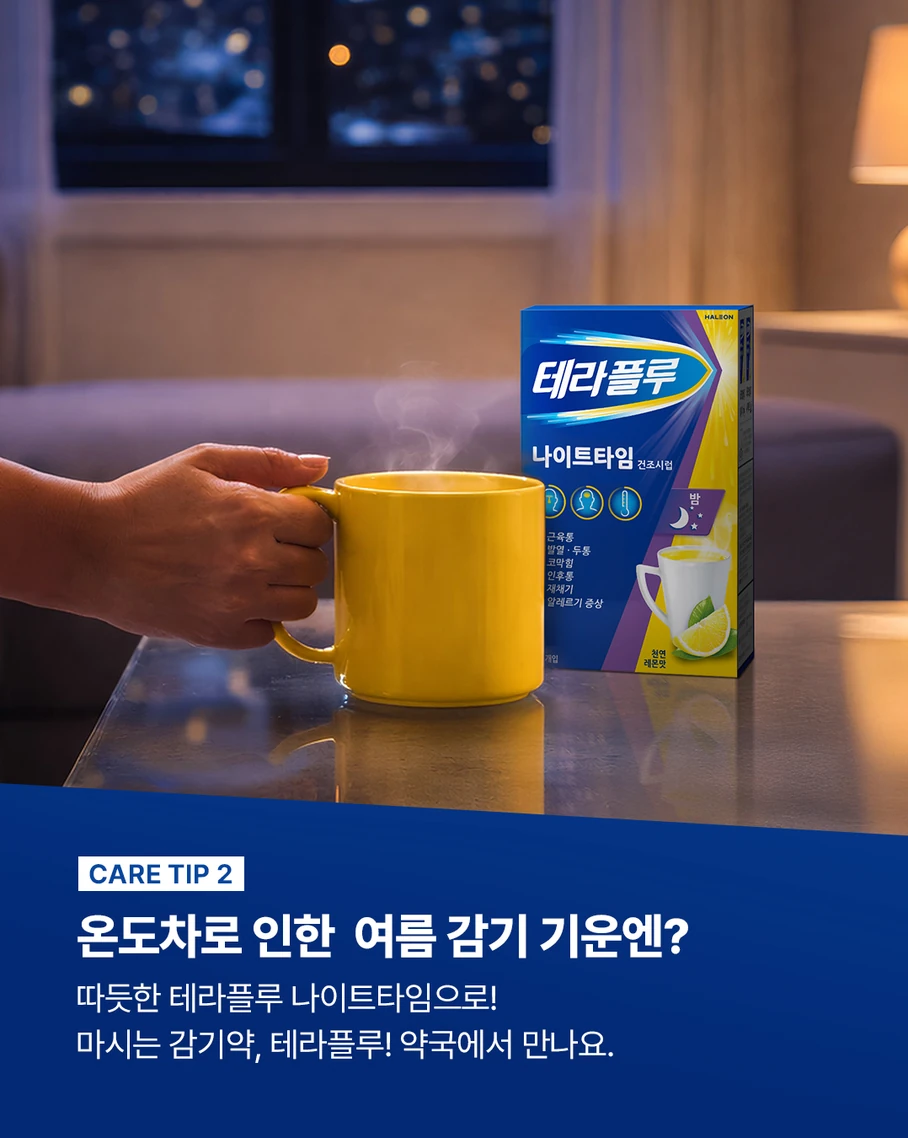 HALEON
테라플루
나이트타임 건조시럽
밤
근육통
발열 · 두통
코막힘
인후통
재채기
알레르기 증상
개입
천연
레몬맛
CARE TIP 2
온도차로 인한 여름 감기 기운엔?
따듯한 테라플루 나이트타임으로!
마시는 감기약, 테라플루! 약국에서 만나요.